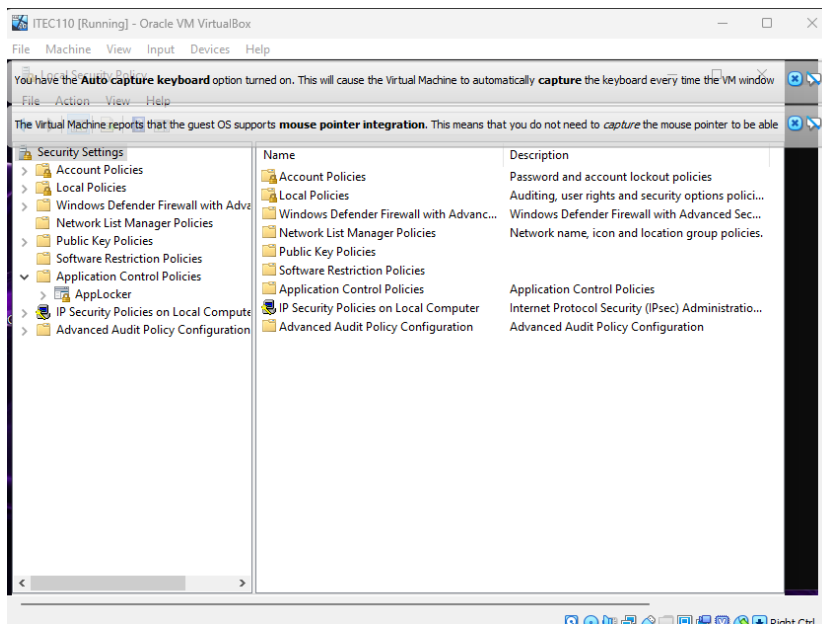 ITEC110 [Running] - Oracle VM VirtualBox
File Machine View Input Devices Help
Local Security Policy
You have the Auto capture keyboard option turned on. This will cause the Virtual Machine to automatically capture the keyboard every time the VM window
File Action View Help
The Virtual Machine reports that the guest OS supports mouse pointer integration. This means that you do not need to capture the mouse pointer to be able
Security Settings
Account Policies
Local Policies
Windows Defender Firewall with Adva
Network List Manager Policies
Public Key Policies
Software Restriction Policies
Application Control Policies
AppLocker
IP Security Policies on Local Compute
Advanced Audit Policy Configuration
Name Description
Account Policies Password and account lockout policies
Local Policies Auditing, user rights and security options polici...
Windows Defender Firewall with Advanc... Windows Defender Firewall with Advanced Sec...
Network List Manager Policies Network name, icon and location group policies.
Public Key Policies
Software Restriction Policies
Application Control Policies Application Control Policies
IP Security Policies on Local Computer Internet Protocol Security (IPsec) Administratio...
Advanced Audit Policy Configuration Advanced Audit Policy Configuration
Right Ctrl